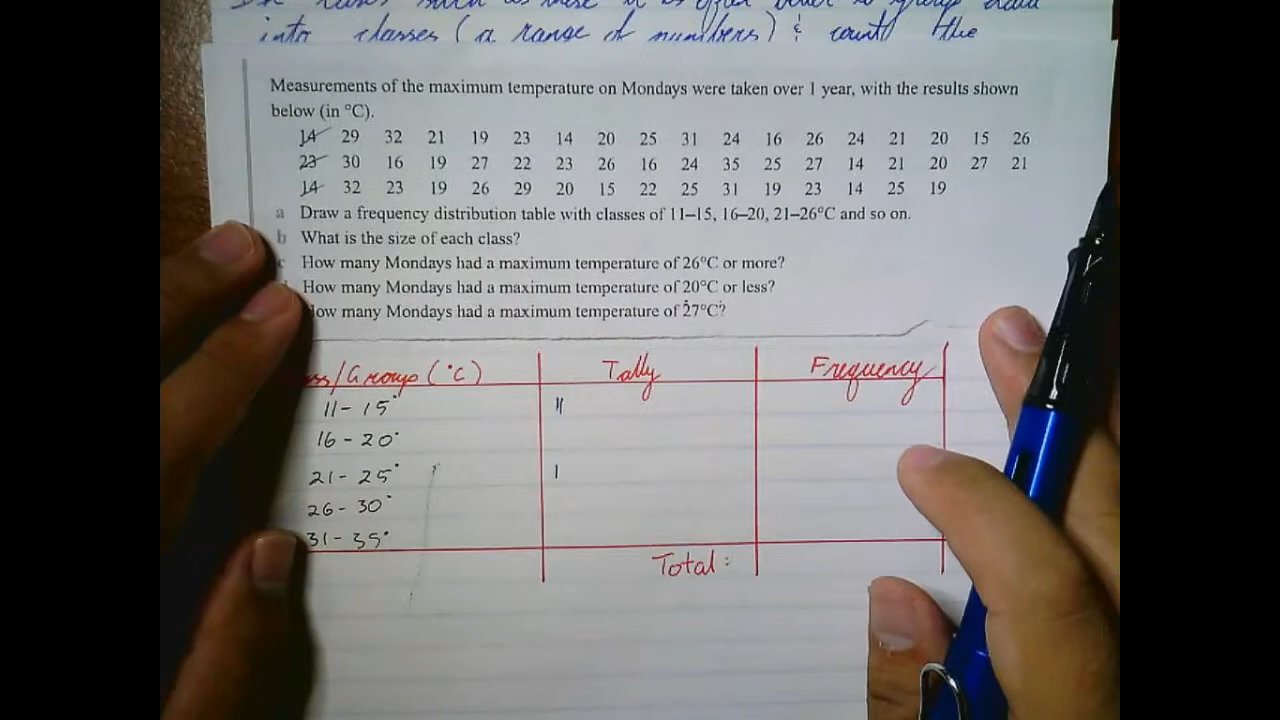 into classes (a range of numbers) & count the
Measurements of the maximum temperature on Mondays were taken over 1 year, with the results shown
below (in °C).
14 29 32 21 19 23 14 20 25 31 24 16 26 24 21 20 15 26
23 30 16 19 27 22 23 26 16 24 35 25 27 14 21 20 27 21
14 32 23 19 26 29 20 15 22 25 31 19 23 14 25 19
a Draw a frequency distribution table with classes of 11–15, 16–20, 21–26°C and so on.
b What is the size of each class?
c How many Mondays had a maximum temperature of 26°C or more?
How many Mondays had a maximum temperature of 20°C or less?
How many Mondays had a maximum temperature of 27°C?
ss/Group (°C) Tally Frequency
11 - 15° ||
16 - 20°
21 - 25° |
26 - 30°
31 - 35°
Total :